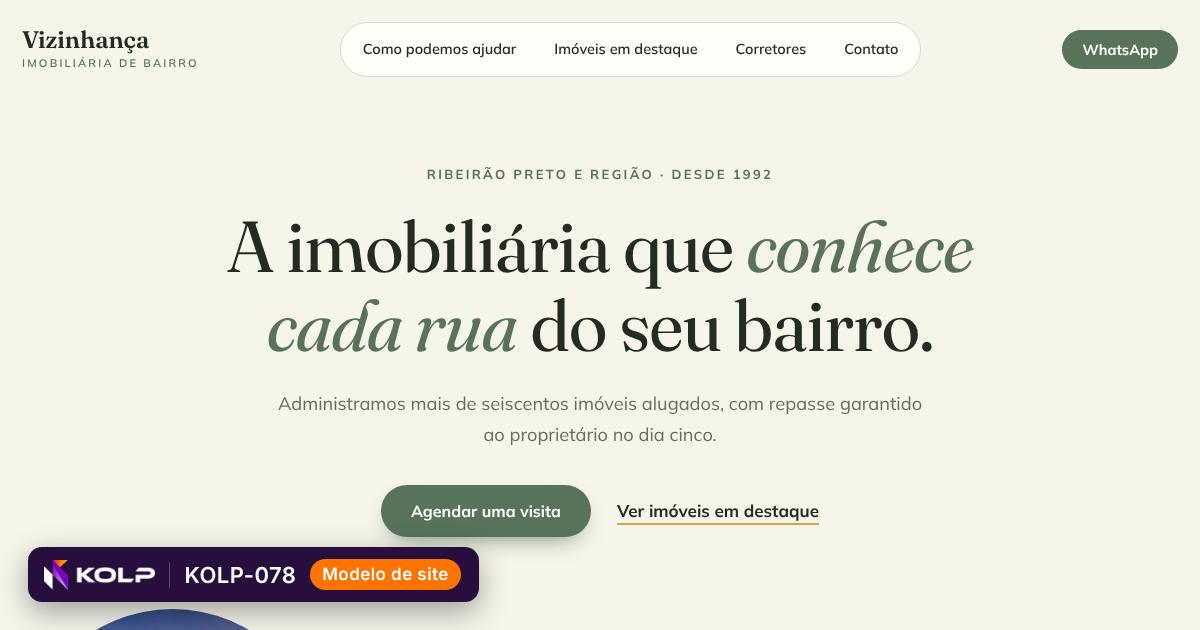 Vizinhança
IMOBILIÁRIA DE BAIRRO
Como podemos ajudar
Imóveis em destaque
Corretores
Contato
WhatsApp
RIBEIRÃO PRETO E REGIÃO · DESDE 1992
A imobiliária que conhece
cada rua do seu bairro.
Administramos mais de seiscentos imóveis alugados, com repasse garantido
ao proprietário no dia cinco.
Agendar uma visita
Ver imóveis em destaque
KOLP
KOLP-078
Modelo de site